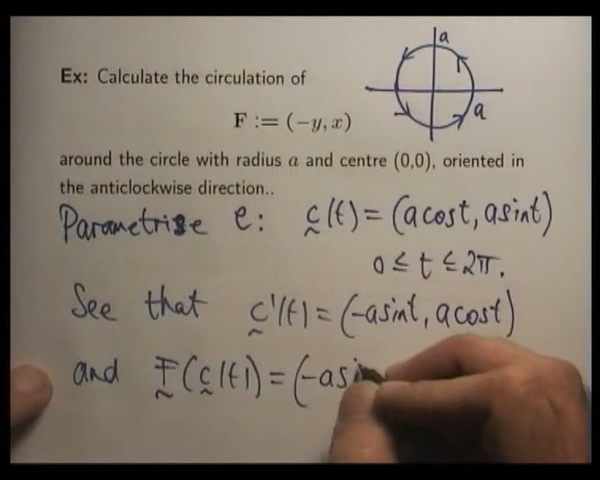 a
Ex: Calculate the circulation of
F := (-y, x)
a
around the circle with radius a and centre (0,0), oriented in
the anticlockwise direction..
Parametrise C: c(t) = (a cos t, a sin t)
0 ≤ t ≤ 2π.
See that c'(t) = (-a sin t, a cos t)
and F(c(t)) = (-a si